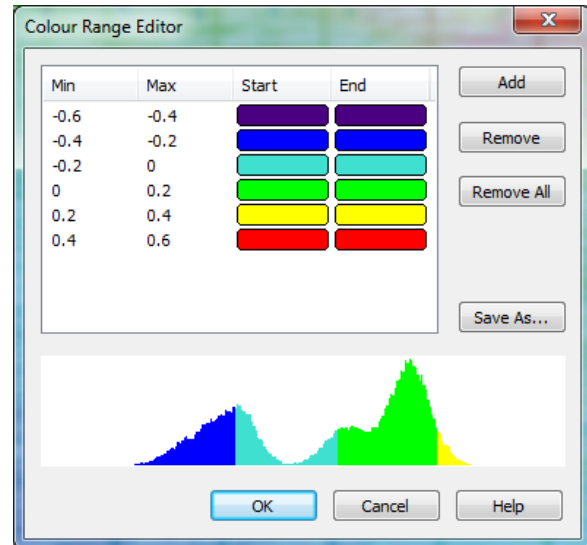 Colour Range Editor
Min Max Start End
-0.6 -0.4
-0.4 -0.2
-0.2 0
0 0.2
0.2 0.4
0.4 0.6
Add
Remove
Remove All
Save As...
OK Cancel Help